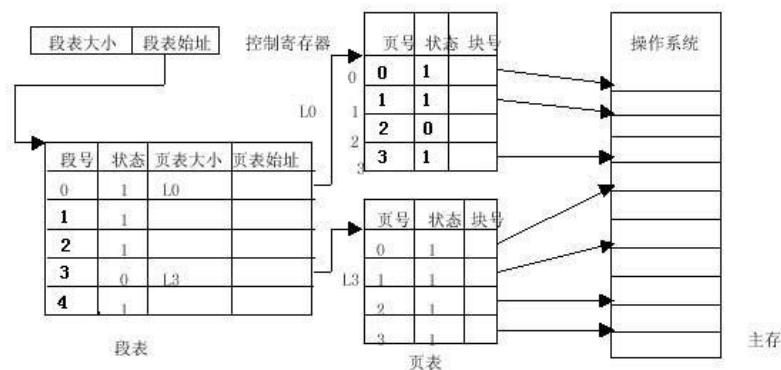 段表大小 段表始址 控制寄存器
页号 状态 块号
0 1
1 1
2 0
3 1
0
1
2
3
L0
操作系统
段号 状态 页表大小 页表始址
0 1 L0
1 1
2 1
3 0 L3
4 1
段表
页号 状态 块号
0 1
1 1
2 1
3 1
L3
页表
主存